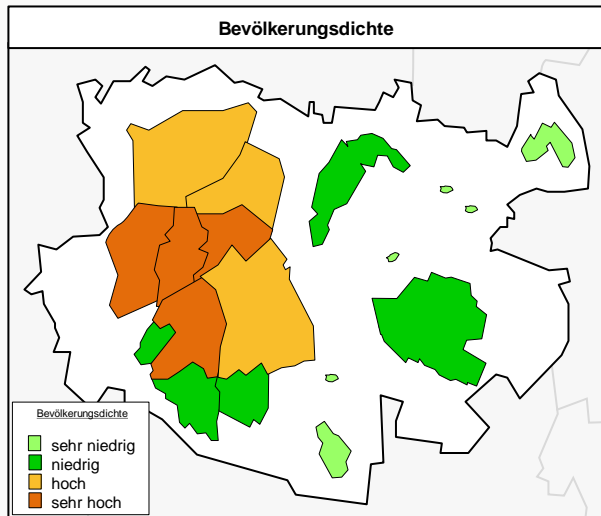 Bevölkerungsdichte
Bevölkerungsdichte
sehr niedrig
niedrig
hoch
sehr hoch